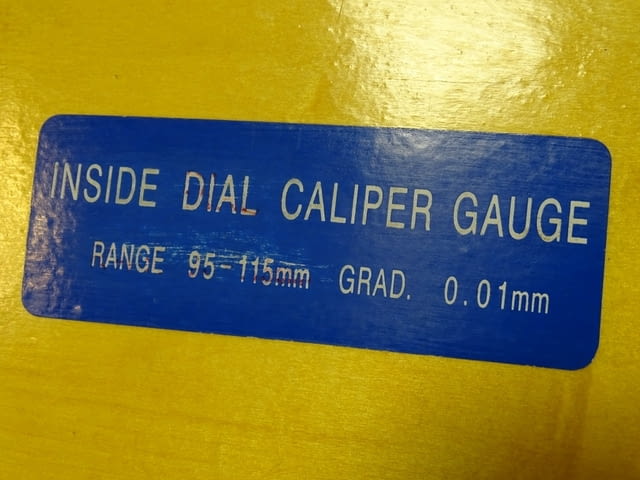 INSIDE DIAL CALIPER GAUGE
RANGE 95-115mm GRAD. 0.01mm